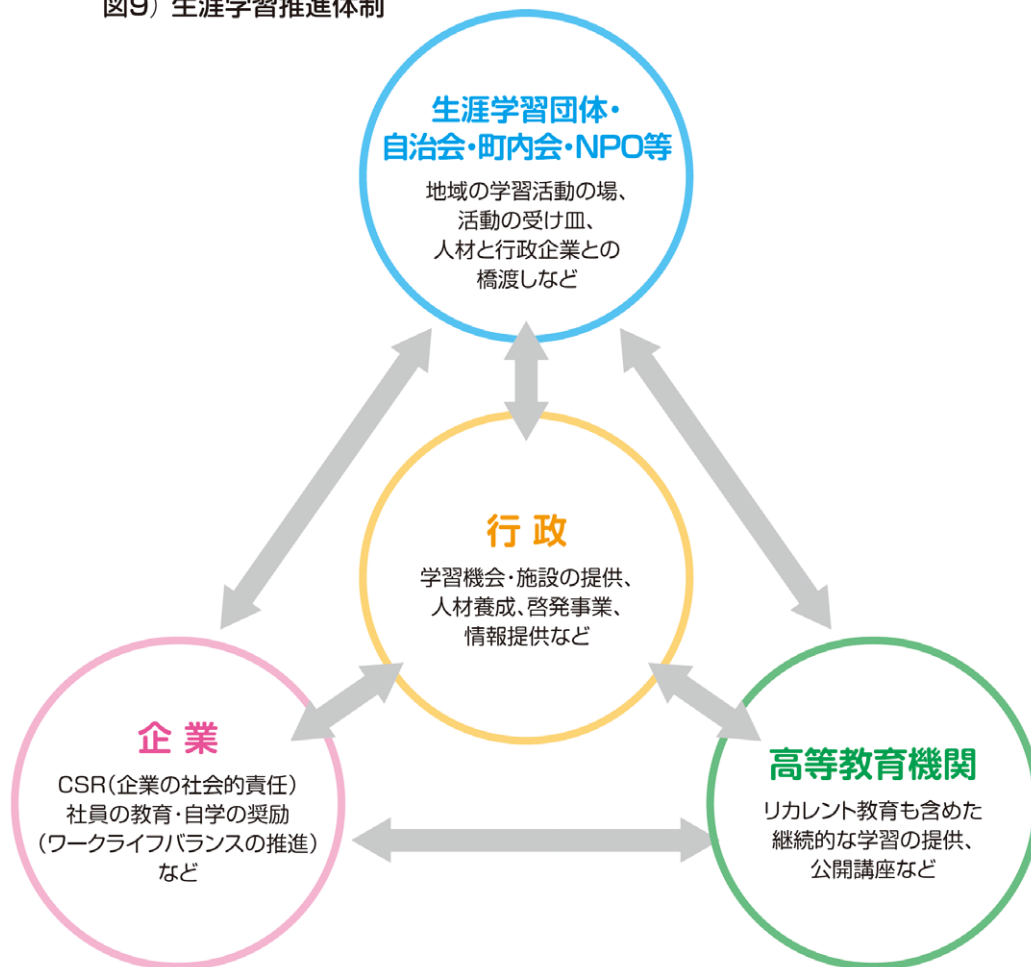 図9）生涯学習推進体制
生涯学習団体・
自治会・町内会・NPO等
地域の学習活動の場、
活動の受け皿、
人材と行政企業との
橋渡しなど
行 政
学習機会・施設の提供、
人材養成、啓発事業、
情報提供など
企 業
CSR（企業の社会的責任）
社員の教育・自学の奨励
（ワークライフバランスの推進）
など
高等教育機関
リカレント教育も含めた
継続的な学習の提供、
公開講座など